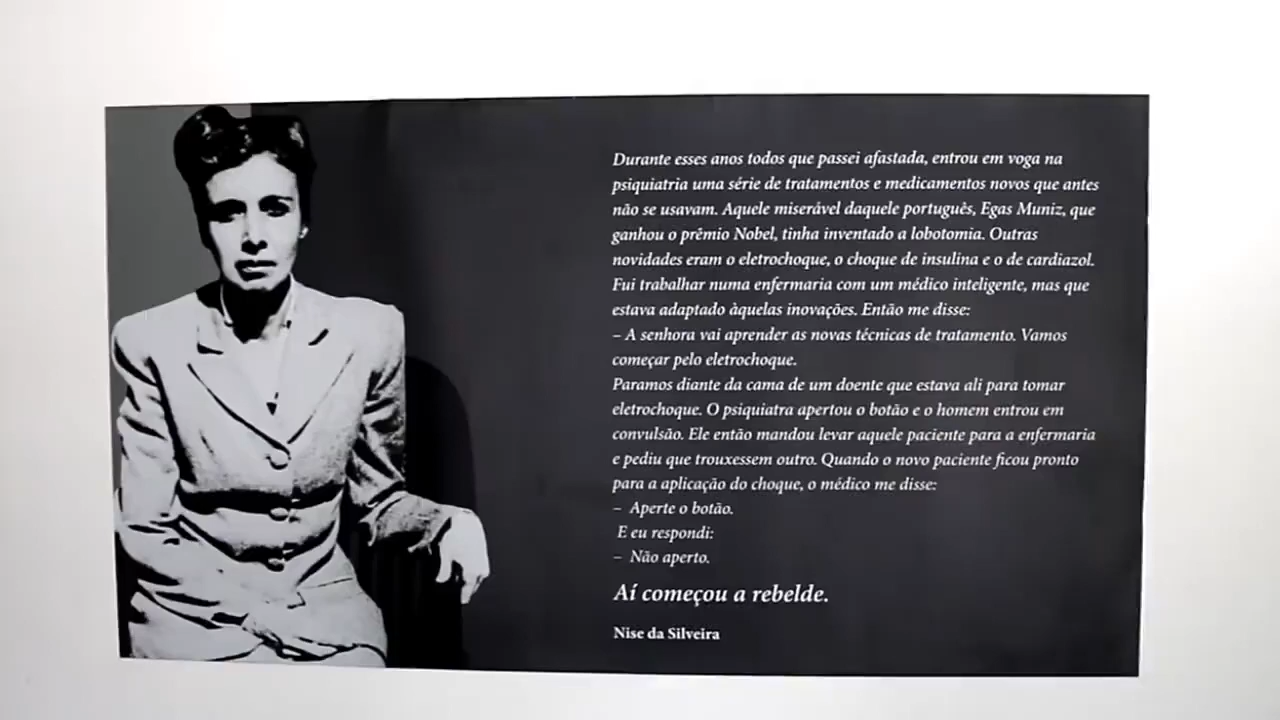 Durante esses anos todos que passei afastada, entrou em voga na
psiquiatria uma série de tratamentos e medicamentos novos que antes
não se usavam. Aquele miserável daquele português, Egas Muniz, que
ganhou o prêmio Nobel, tinha inventado a lobotomia. Outras
novidades eram o eletrochoque, o choque de insulina e o de cardiazol.
Fui trabalhar numa enfermaria com um médico inteligente, mas que
estava adaptado àquelas inovações. Então me disse:
– A senhora vai aprender as novas técnicas de tratamento. Vamos
começar pelo eletrochoque.
Paramos diante da cama de um doente que estava ali para tomar
eletrochoque. O psiquiatra apertou o botão e o homem entrou em
convulsão. Ele então mandou levar aquele paciente para a enfermaria
e pediu que trouxessem outro. Quando o novo paciente ficou pronto
para a aplicação do choque, o médico me disse:
– Aperte o botão.
E eu respondi:
– Não aperto.
Aí começou a rebelde.
Nise da Silveira